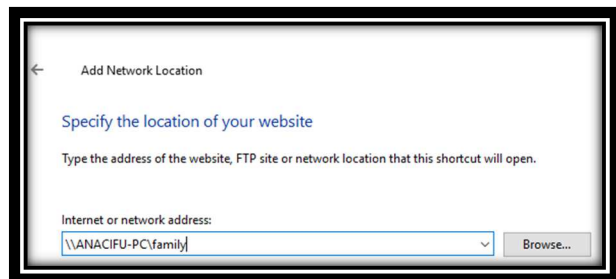 Add Network Location
Specify the location of your website
Type the address of the website, FTP site or network location that this shortcut will open.
Internet or network address:
\\ANACIFU-PC\family
Browse...